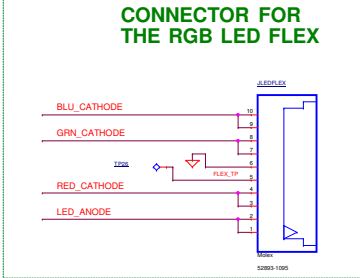 CONNECTOR FOR
THE RGB LED FLEX
JLEDFLEX
BLU_CATHODE
10
9
GRN_CATHODE
8
7
TP26
6
FLEX_TP
5
RED_CATHODE
4
3
LED_ANODE
2
1
Molex
52893-1095